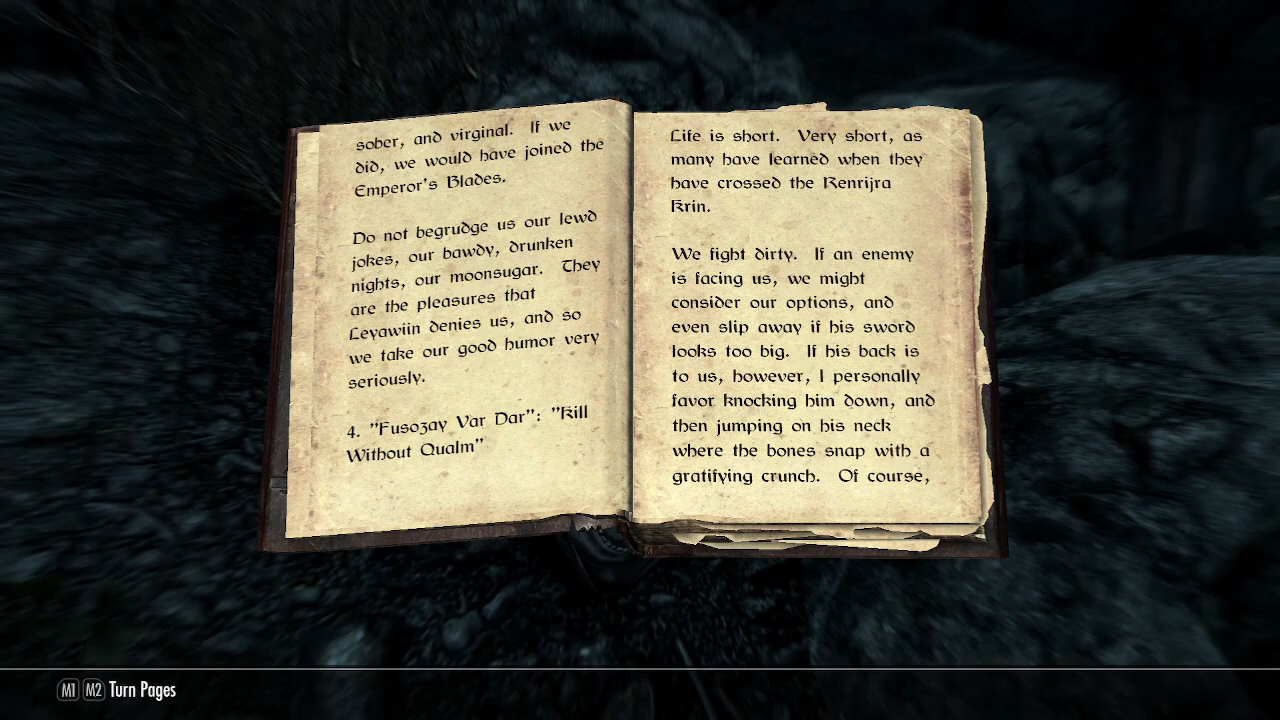 sober, and virginal.  If we
did, we would have joined the
Emperor's Blades.
Do not begrudge us our lewd
jokes, our bawdy, drunken
nights, our moonsugar.  They
are the pleasures that
Leyawiin denies us, and so
we take our good humor very
seriously.
4. "Fusozay Var Dar": "Kill
Without Qualm"
Life is short.  Very short, as
many have learned when they
have crossed the Renrijra
Krin.
We fight dirty.  If an enemy
is facing us, we might
consider our options, and
even slip away if his sword
looks too big.  If his back is
to us, however, I personally
favor knocking him down, and
then jumping on his neck
where the bones snap with a
gratifying crunch.  Of course,
M1 M2 Turn Pages